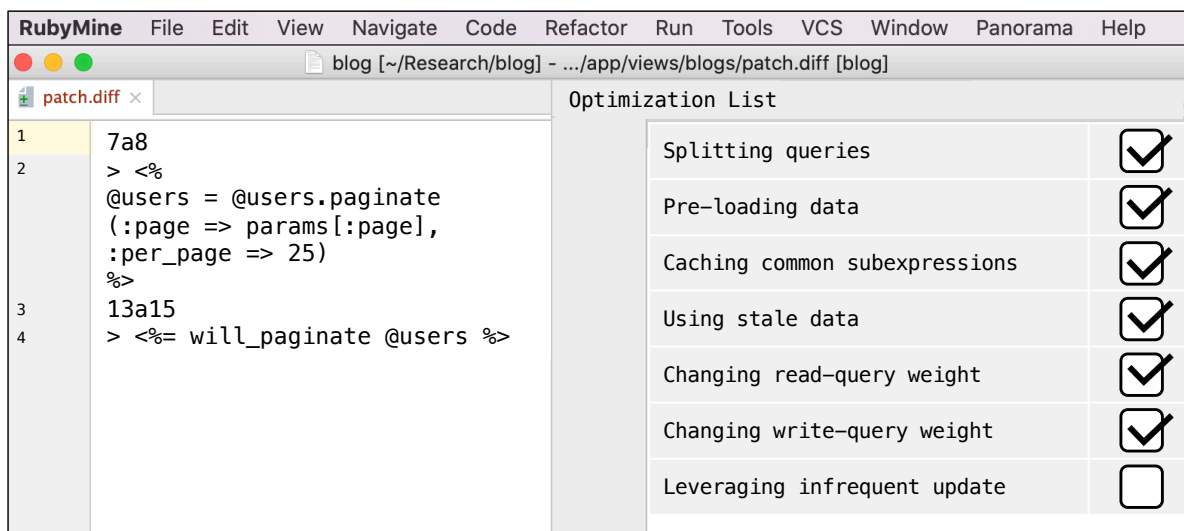 RubyMine File Edit View Navigate Code Refactor Run Tools VCS Window Panorama Help
blog [~/Research/blog] - .../app/views/blogs/patch.diff [blog]
patch.diff ×
Optimization List
1 7a8
2 > <%
@users = @users.paginate
(:page => params[:page],
:per_page => 25)
%>
3 13a15
4 > <%= will_paginate @users %>
Splitting queries
Pre-loading data
Caching common subexpressions
Using stale data
Changing read-query weight
Changing write-query weight
Leveraging infrequent update